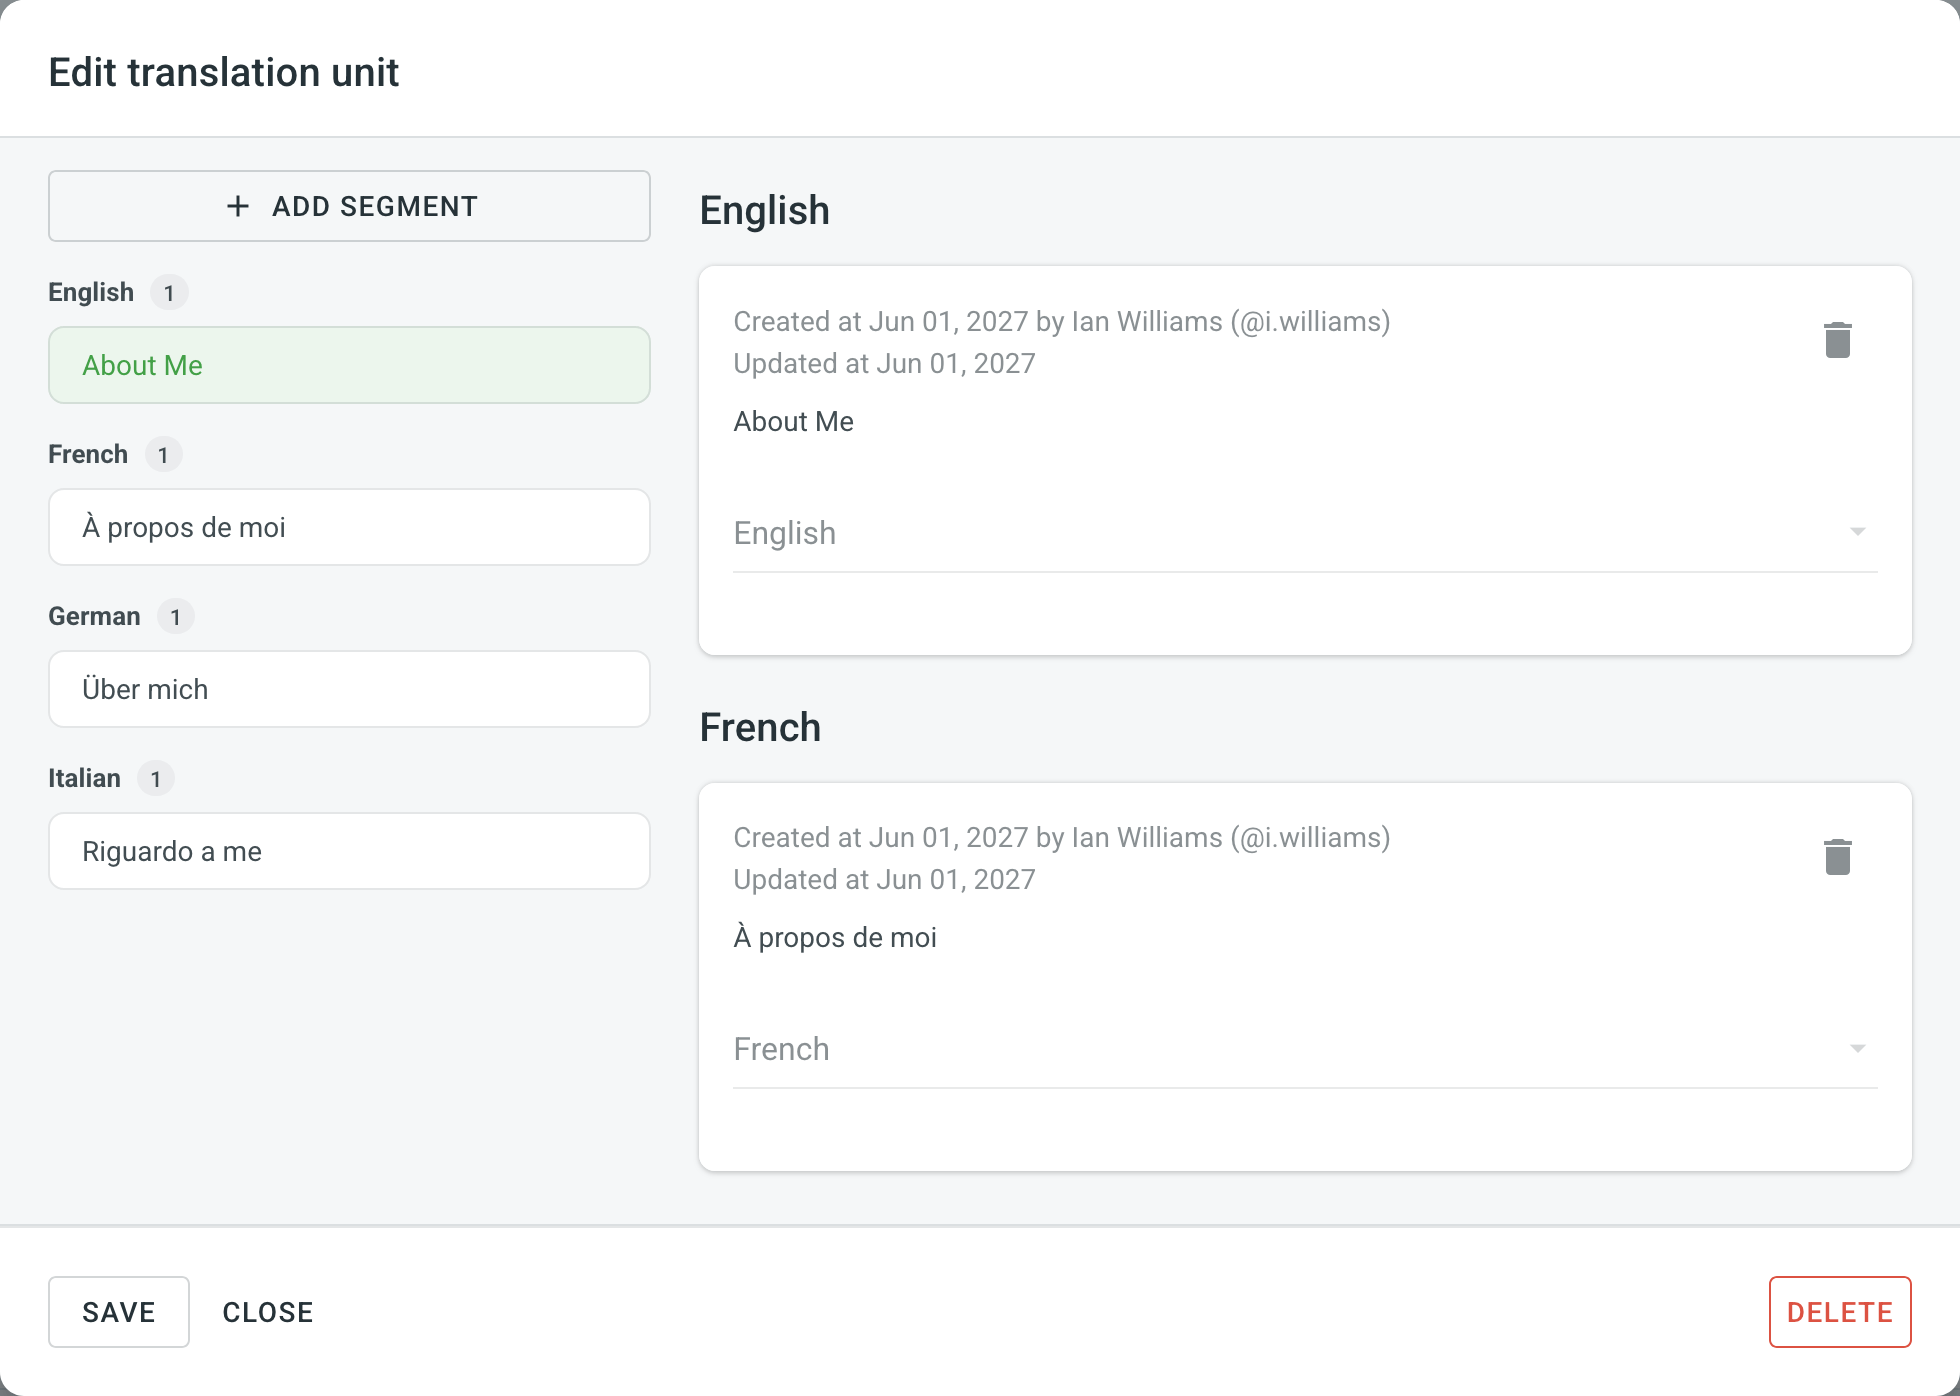 Edit translation unit
ADD SEGMENT
English 1
About Me
French 1
À propos de moi
German 1
Über mich
Italian 1
Riguardo a me
English
Created at Jun 01, 2027 by Ian Williams (@i.williams)
Updated at Jun 01, 2027
About Me
English
French
Created at Jun 01, 2027 by Ian Williams (@i.williams)
Updated at Jun 01, 2027
À propos de moi
French
SAVE CLOSE DELETE